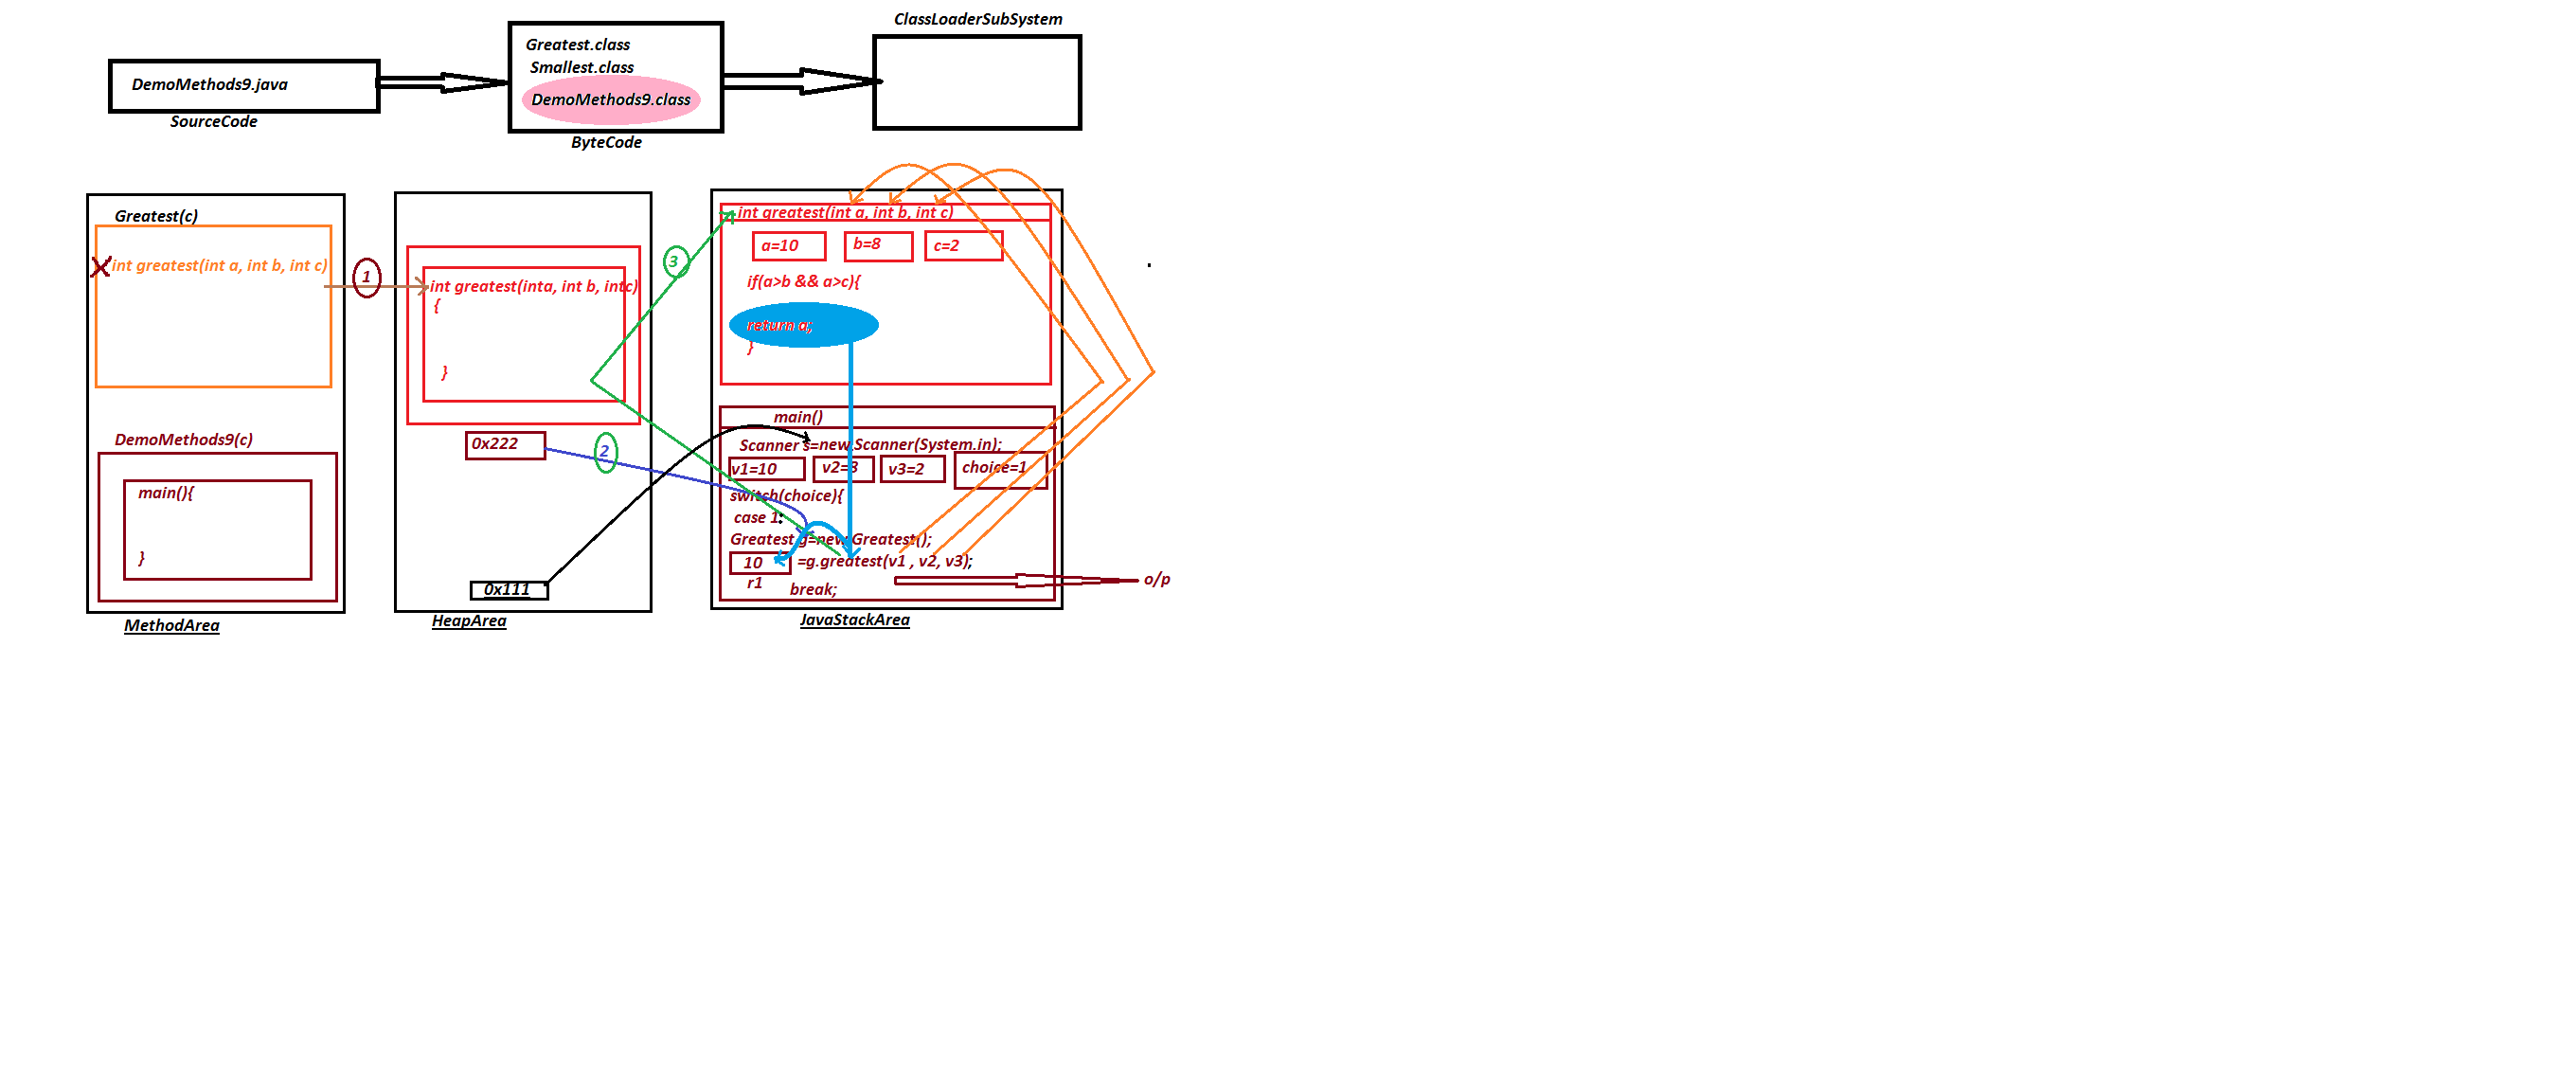 ClassLoaderSubSystem
Greatest.class
Smallest.class
DemoMethods9.class
DemoMethods9.java
SourceCode
ByteCode
Greatest(c)
int greatest(int a, int b, int c)
DemoMethods9(c)
main(){
}
MethodArea
1
int greatest(inta, int b, intc)
{
}
0x222
2
0x111
HeapArea
3
int greatest(int a, int b, int c)
a=10
b=8
c=2
if(a>b && a>c){
return a;
}
main()
Scanner s=new Scanner(System.in);
v1=10
v2=8
v3=2
choice=1
switch(choice){
case 1:
Greatest g=new Greatest();
10
=g.greatest(v1 , v2, v3);
r1
break;
o/p
JavaStackArea